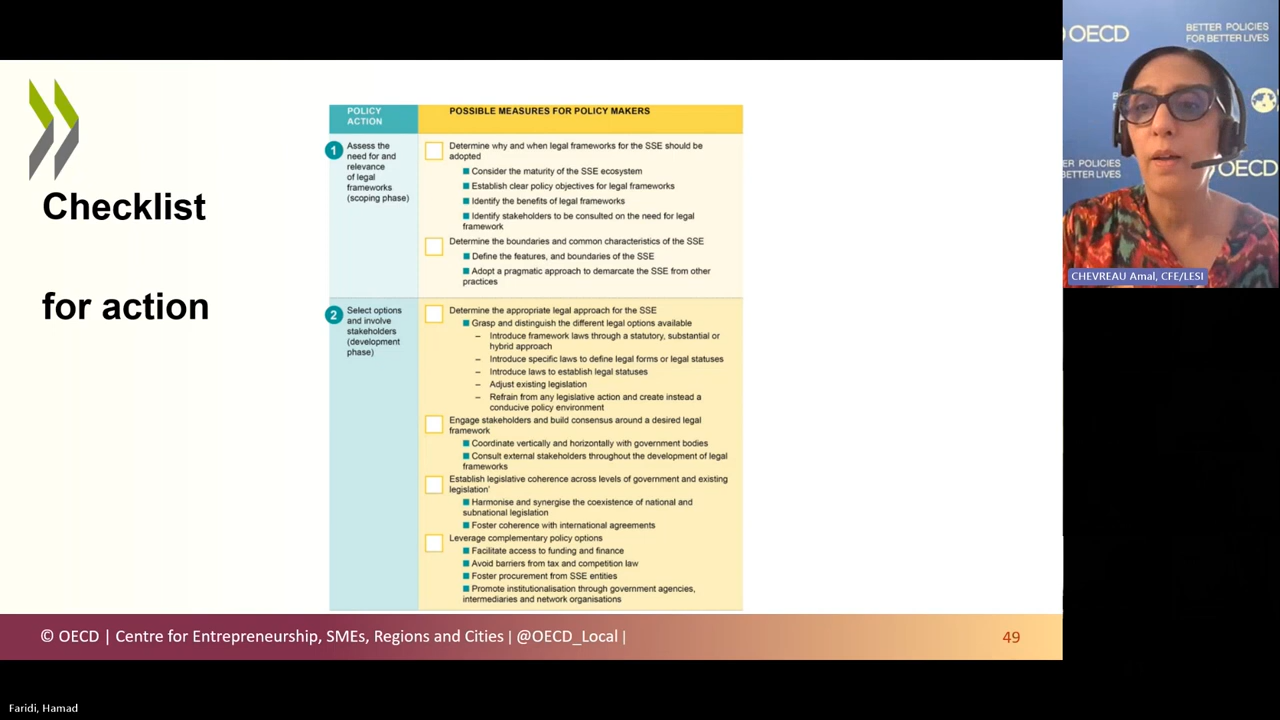 Checklist
for action
POLICY
ACTION
POSSIBLE MEASURES FOR POLICY MAKERS
1
Assess the
need for and
relevance
of legal
frameworks
(scoping phase)
Determine why and when legal frameworks for the SSE should be
adopted
Consider the maturity of the SSE ecosystem
Establish clear policy objectives for legal frameworks
Identify the benefits of legal frameworks
Identify stakeholders to be consulted on the need for legal
framework
Determine the boundaries and common characteristics of the SSE
Define the features, and boundaries of the SSE
Adopt a pragmatic approach to demarcate the SSE from other
practices
2
Select options
and involve
stakeholders
(development
phase)
Determine the appropriate legal approach for the SSE
Grasp and distinguish the different legal options available
– Introduce framework laws through a statutory, substantial or
hybrid approach
– Introduce specific laws to define legal forms or legal statuses
– Introduce laws to establish legal statuses
– Adjust existing legislation
– Refrain from any legislative action and create instead a
conducive policy environment
Engage stakeholders and build consensus around a desired legal
framework
Coordinate vertically and horizontally with government bodies
Consult external stakeholders throughout the development of legal
frameworks
Establish legislative coherence across levels of government and existing
legislation'
Harmonise and synergise the coexistence of national and
subnational legislation
Foster coherence with international agreements
Leverage complementary policy options
Facilitate access to funding and finance
Avoid barriers from tax and competition law
Foster procurement from SSE entities
Promote institutionalisation through government agencies,
intermediaries and network organisations
© OECD | Centre for Entrepreneurship, SMEs, Regions and Cities | @OECD_Local |
49
OECD
BETTER POLICIES
FOR BETTER LIVES
POLICIES
BETTER LIVES
OECD
CHEVREAU Amal, CFE/LESI
Faridi, Hamad